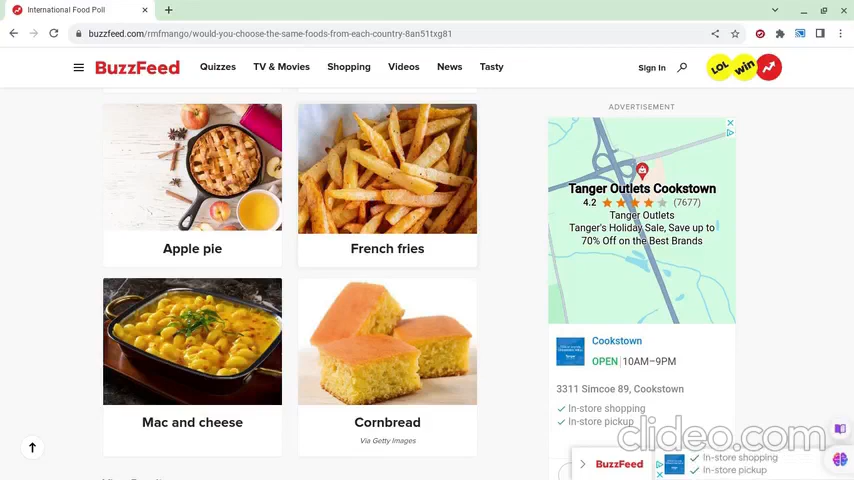 International Food Poll
buzzfeed.com/rmfmango/would-you-choose-the-same-foods-from-each-country-8an51txg81
BuzzFeed
Quizzes
TV & Movies
Shopping
Videos
News
Tasty
Sign In
LOL
win
ADVERTISEMENT
Apple pie
French fries
Mac and cheese
Cornbread
Via Getty Images
Tanger Outlets Cookstown
4.2 (7677)
Tanger Outlets
Tanger's Holiday Sale, Save up to
70% Off on the Best Brands
Cookstown
OPEN 10AM–9PM
3311 Simcoe 89, Cookstown
In-store shopping
In-store pickup
clideo.com
BuzzFeed
In-store shopping
In-store pickup